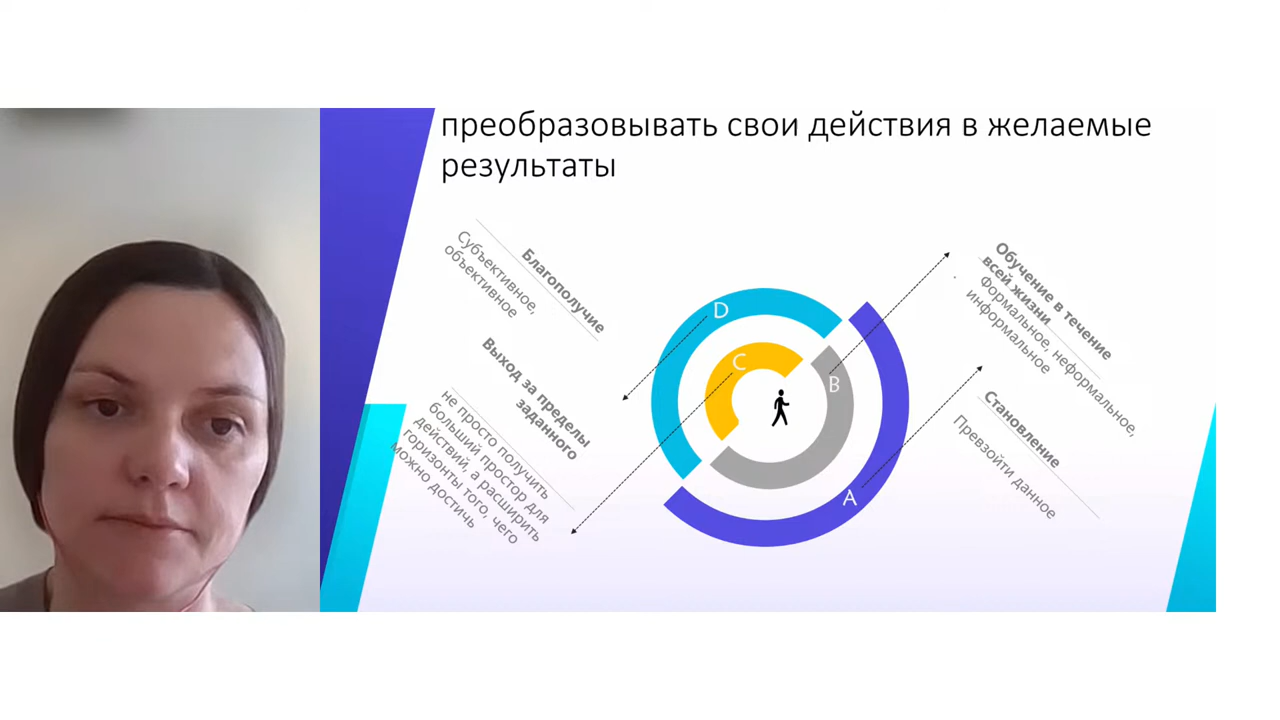 преобразовывать свои действия в желаемые
результаты
Благополучие
Субъективное,
объективное
Выход за пределы
заданного
не просто получить
больший простор для
действий, а расширить
горизонты того, чего
можно достичь
D
C
B
A
Обучение в течение
всей жизни
Формальное, неформальное,
информальное
Становление
Превзойти данное